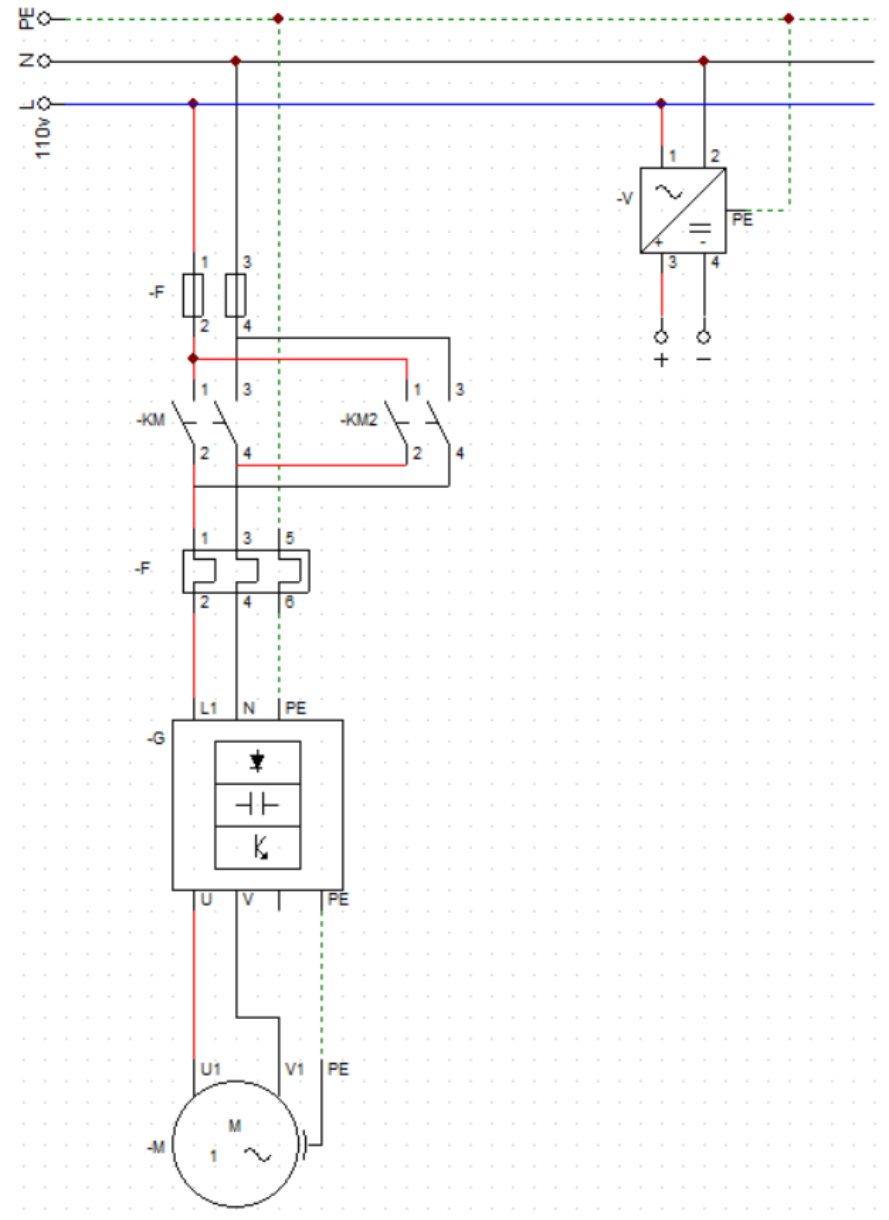 PE
N
L
110v
1 2
-V
PE
+ -
3 4
+ −
1 3
-F
2 4
1 3
-KM
2 4
1 3
-KM2
2 4
1 3 5
-F
2 4 6
L1 N PE
-G
U V PE
U1 V1 PE
M
-M
1